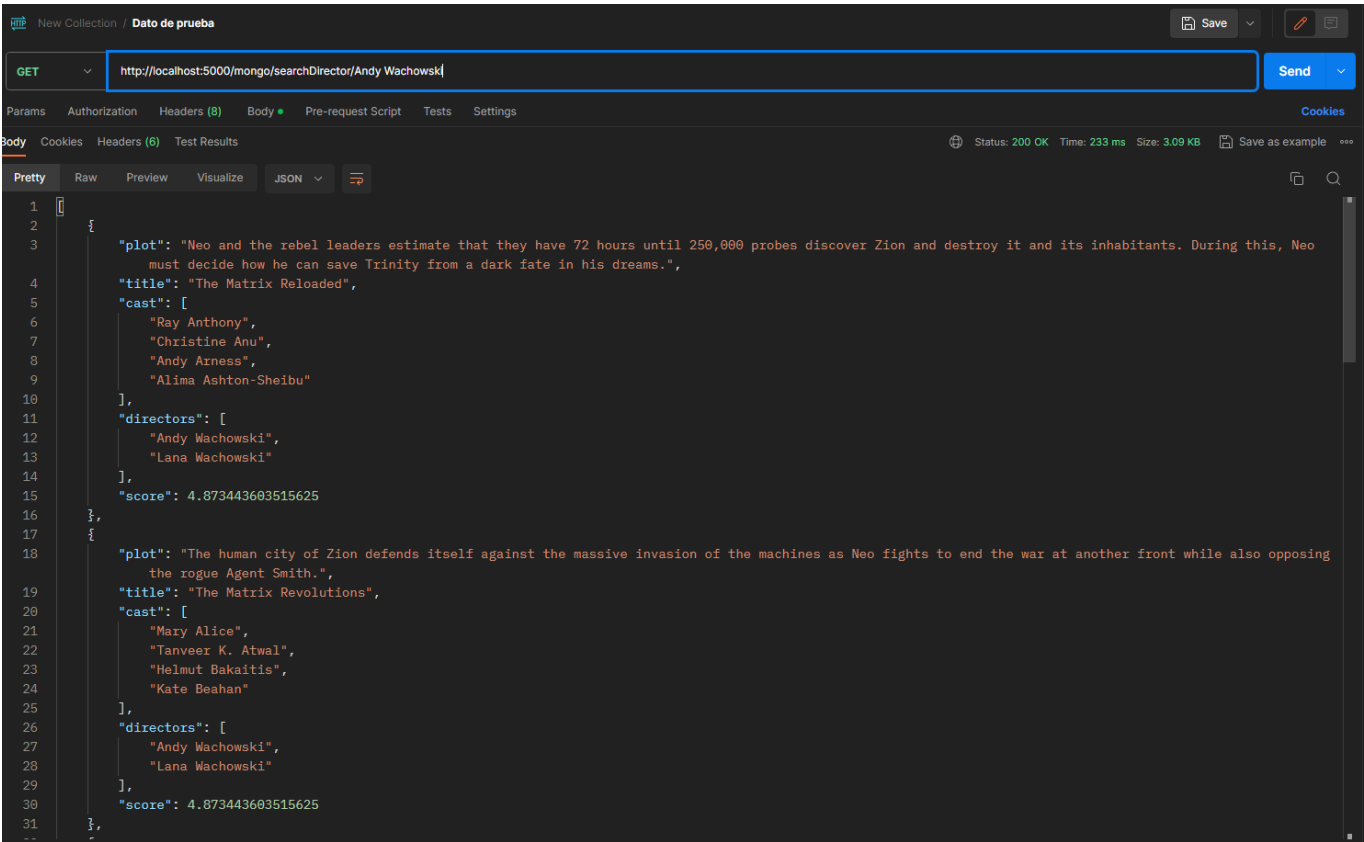 HTTP New Collection / Dato de prueba Save
GET http://localhost:5000/mongo/searchDirector/Andy Wachowski Send
Params Authorization Headers (8) Body Pre-request Script Tests Settings Cookies
Body Cookies Headers (6) Test Results Status: 200 OK Time: 233 ms Size: 3.09 KB Save as example
Pretty Raw Preview Visualize JSON
1 [
2 {
3 "plot": "Neo and the rebel leaders estimate that they have 72 hours until 250,000 probes discover Zion and destroy it and its inhabitants. During this, Neo
must decide how he can save Trinity from a dark fate in his dreams.",
4 "title": "The Matrix Reloaded",
5 "cast": [
6 "Ray Anthony",
7 "Christine Anu",
8 "Andy Arness",
9 "Alima Ashton-Sheibu"
10 ],
11 "directors": [
12 "Andy Wachowski",
13 "Lana Wachowski"
14 ],
15 "score": 4.873443603515625
16 },
17 {
18 "plot": "The human city of Zion defends itself against the massive invasion of the machines as Neo fights to end the war at another front while also opposing
the rogue Agent Smith.",
19 "title": "The Matrix Revolutions",
20 "cast": [
21 "Mary Alice",
22 "Tanveer K. Atwal",
23 "Helmut Bakaitis",
24 "Kate Beahan"
25 ],
26 "directors": [
27 "Andy Wachowski",
28 "Lana Wachowski"
29 ],
30 "score": 4.873443603515625
31 },